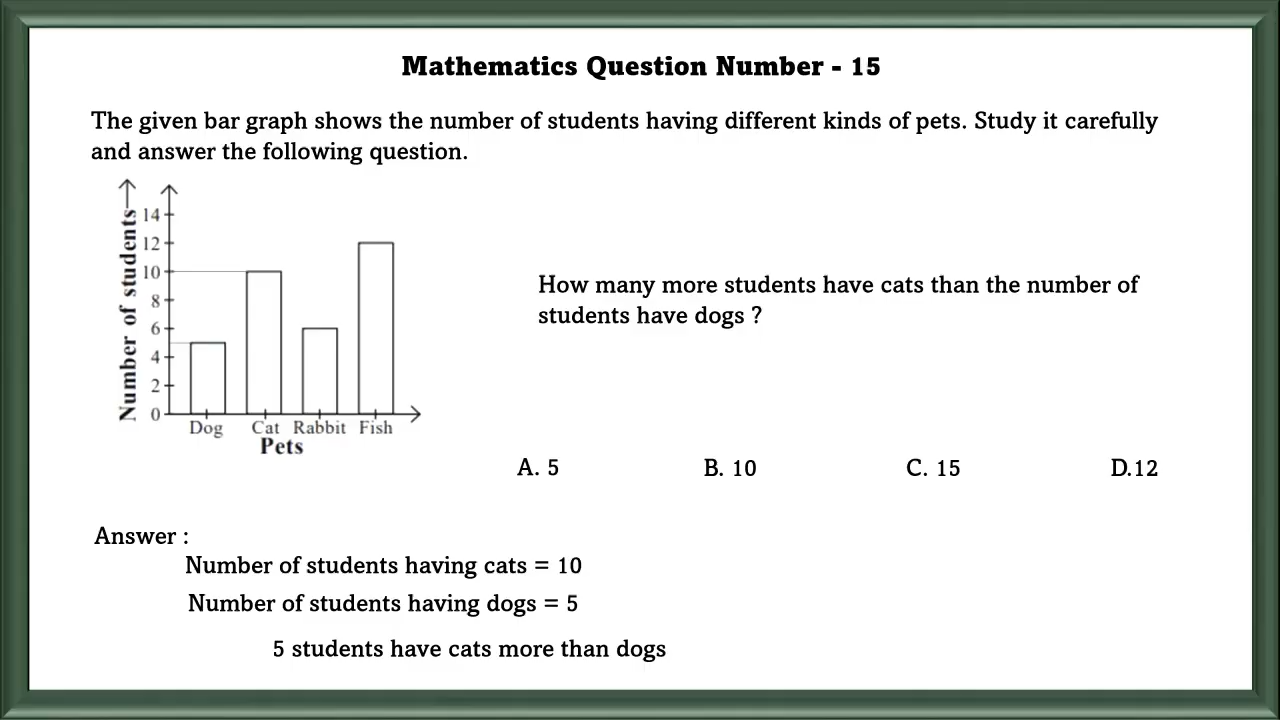 Mathematics Question Number - 15
The given bar graph shows the number of students having different kinds of pets. Study it carefully
and answer the following question.
Number of students
14
12
10
8
6
4
2
0
Dog Cat Rabbit Fish
Pets
How many more students have cats than the number of
students have dogs ?
A. 5 B. 10 C. 15 D.12
Answer :
Number of students having cats = 10
Number of students having dogs = 5
5 students have cats more than dogs